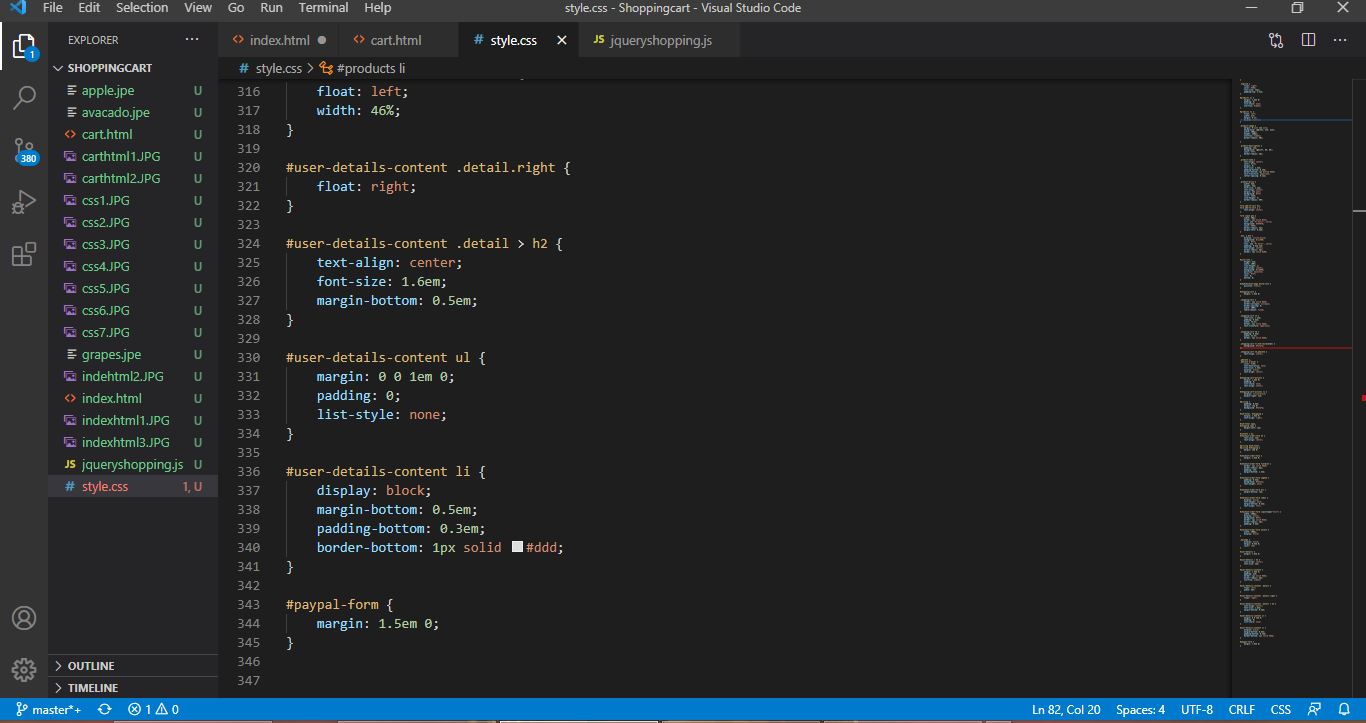 File Edit Selection View Go Run Terminal Help style.css - Shoppingcart - Visual Studio Code
EXPLORER
index.html
cart.html
# style.css
JS jqueryshopping.js
# style.css > #products li
1
380
SHOPPINGCART
apple.jpe U
avacado.jpe U
cart.html U
carthtml1.JPG U
carthtml2.JPG U
css1.JPG U
css2.JPG U
css3.JPG U
css4.JPG U
css5.JPG U
css6.JPG U
css7.JPG U
grapes.jpe U
indehtml2.JPG U
index.html U
indexhtml1.JPG U
indexhtml3.JPG U
JS jqueryshopping.js U
# style.css 1, U
OUTLINE
TIMELINE
316 float: left;
317 width: 46%;
318 }
319
320 #user-details-content .detail.right {
321 float: right;
322 }
323
324 #user-details-content .detail > h2 {
325 text-align: center;
326 font-size: 1.6em;
327 margin-bottom: 0.5em;
328 }
329
330 #user-details-content ul {
331 margin: 0 0 1em 0;
332 padding: 0;
333 list-style: none;
334 }
335
336 #user-details-content li {
337 display: block;
338 margin-bottom: 0.5em;
339 padding-bottom: 0.3em;
340 border-bottom: 1px solid #ddd;
341 }
342
343 #paypal-form {
344 margin: 1.5em 0;
345 }
346
347
master*+ 1 0 Ln 82, Col 20 Spaces: 4 UTF-8 CRLF CSS